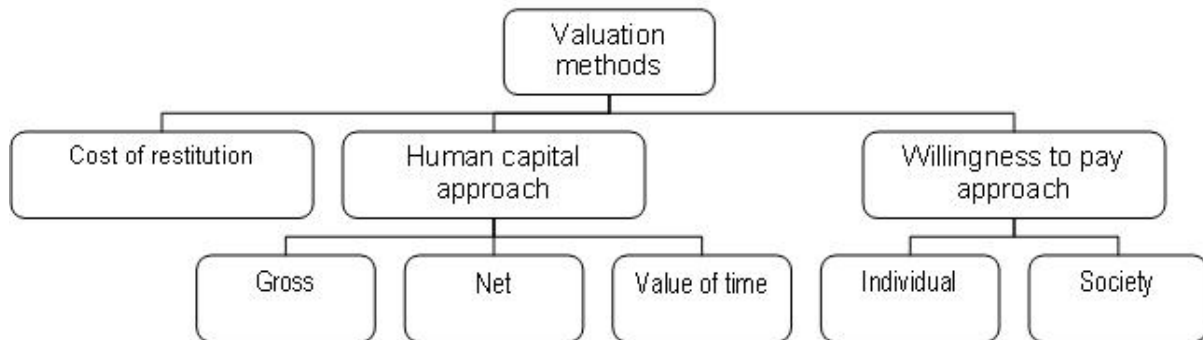 Valuation
methods
Cost of restitution
Human capital
approach
Willingness to pay
approach
Gross
Net
Value of time
Individual
Society